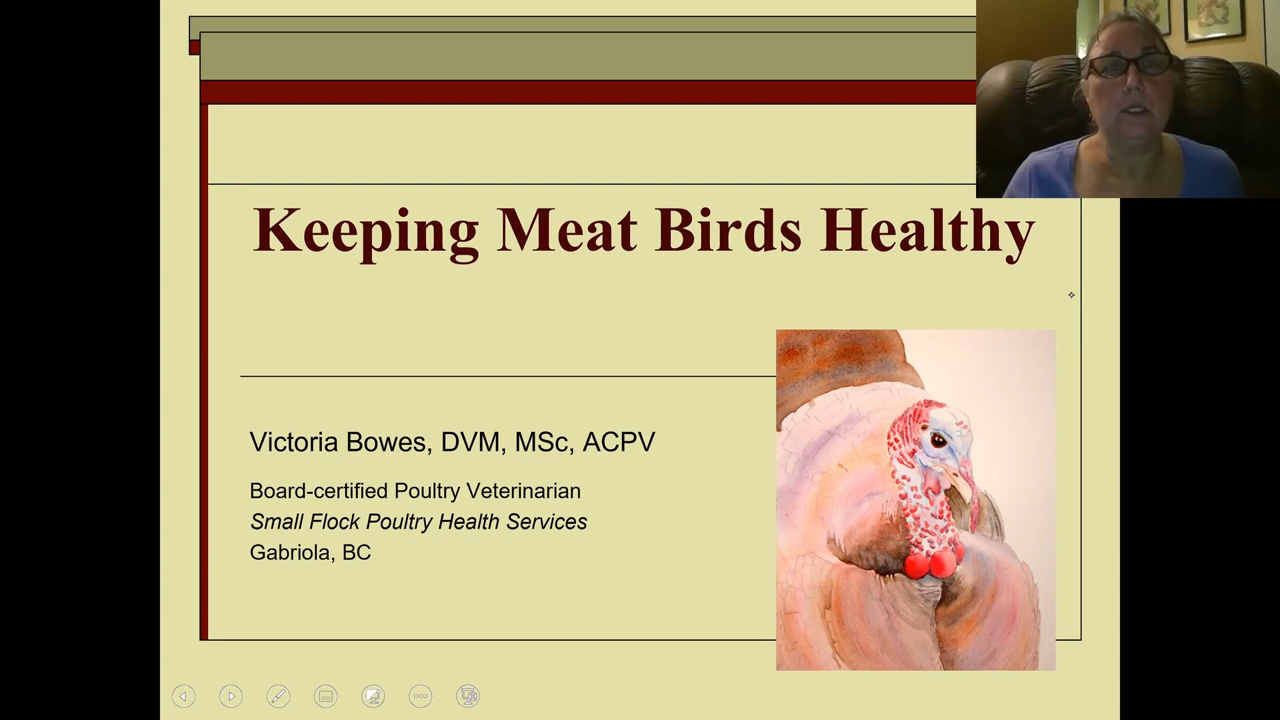 Keeping Meat Birds Healthy
Victoria Bowes, DVM, MSc, ACPV
Board-certified Poultry Veterinarian
Small Flock Poultry Health Services
Gabriola, BC